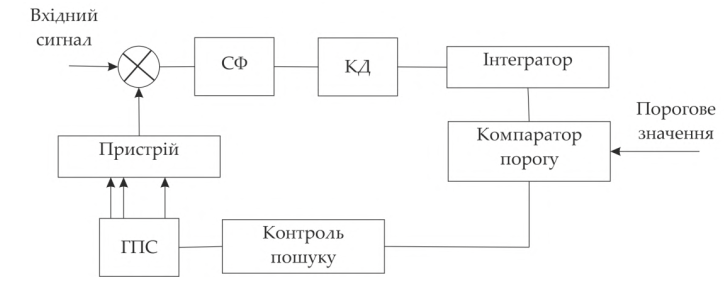 Вхідний
сигнал
СФ
КД
Інтегратор
Порогове
значення
Компаратор
порогу
Пристрій
ГПС
Контроль
пошуку